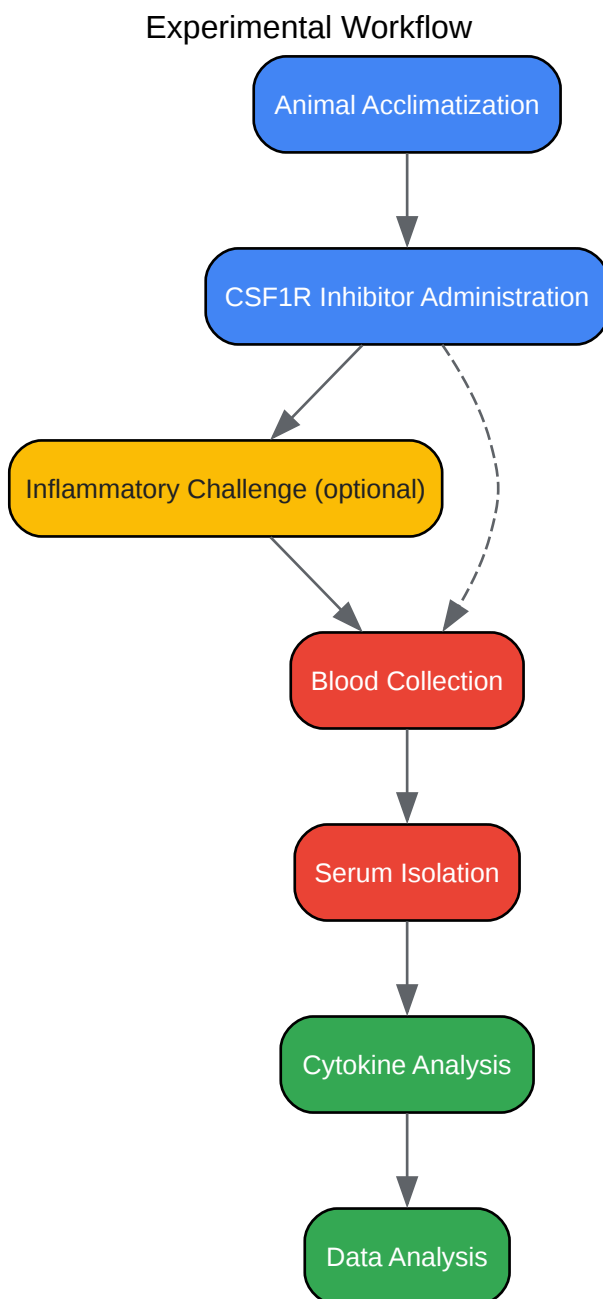 Experimental Workflow
Animal Acclimatization
CSF1R Inhibitor Administration
Inflammatory Challenge (optional)
Blood Collection
Serum Isolation
Cytokine Analysis
Data Analysis